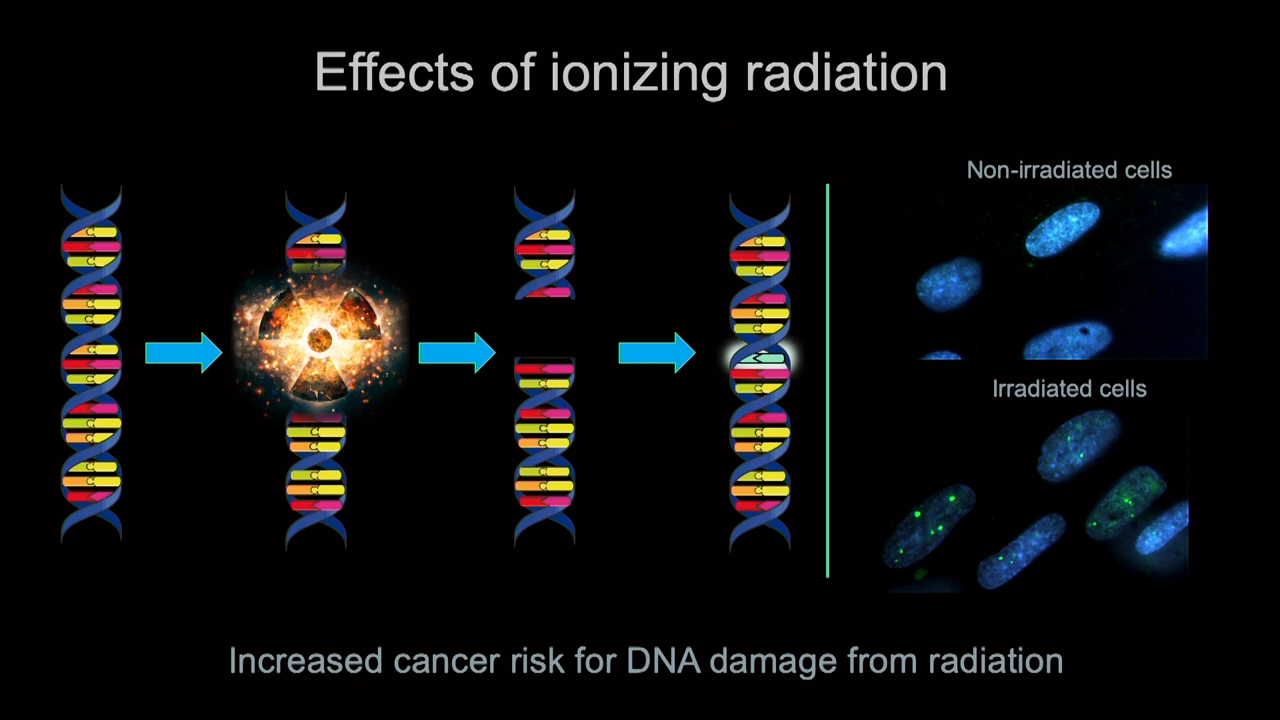 Effects of ionizing radiation
Non-irradiated cells
Irradiated cells
Increased cancer risk for DNA damage from radiation